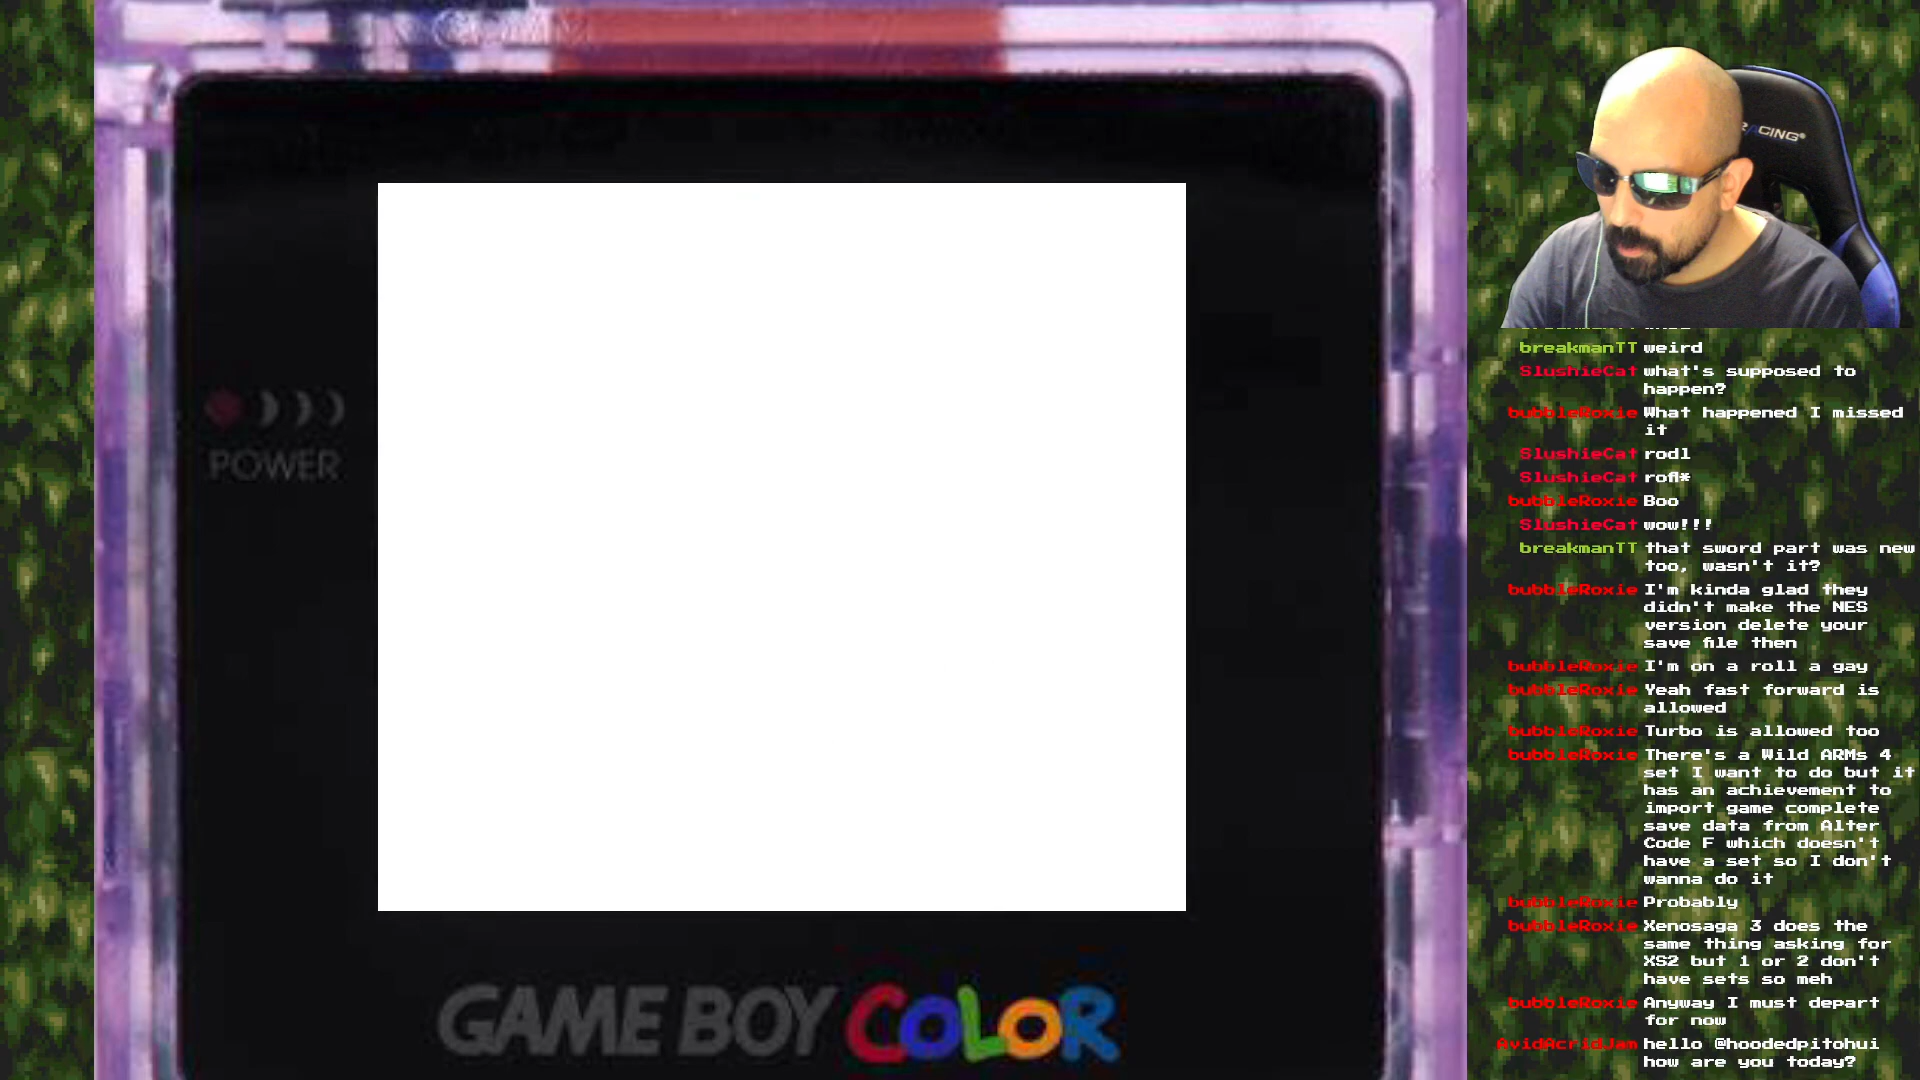 COMM
RACING®
POWER
GAME BOY COLOR
breakmanTT weird
SlushieCat what's supposed to
happen?
bubbleRoxie What happened I missed
it
SlushieCat rodl
SlushieCat rofl*
bubbleRoxie Boo
SlushieCat wow!!!
breakmanTT that sword part was new
too, wasn't it?
bubbleRoxie I'm kinda glad they
didn't make the NES
version delete your
save file then
bubbleRoxie I'm on a roll a gay
bubbleRoxie Yeah fast forward is
allowed
bubbleRoxie Turbo is allowed too
bubbleRoxie There's a Wild ARMs 4
set I want to do but it
has an achievement to
import game complete
save data from Alter
Code F which doesn't
have a set so I don't
wanna do it
bubbleRoxie Probably
bubbleRoxie Xenosaga 3 does the
same thing asking for
XS2 but 1 or 2 don't
have sets so meh
bubbleRoxie Anyway I must depart
for now
AvidAcridJam hello @hoodedpitohui
how are you today?